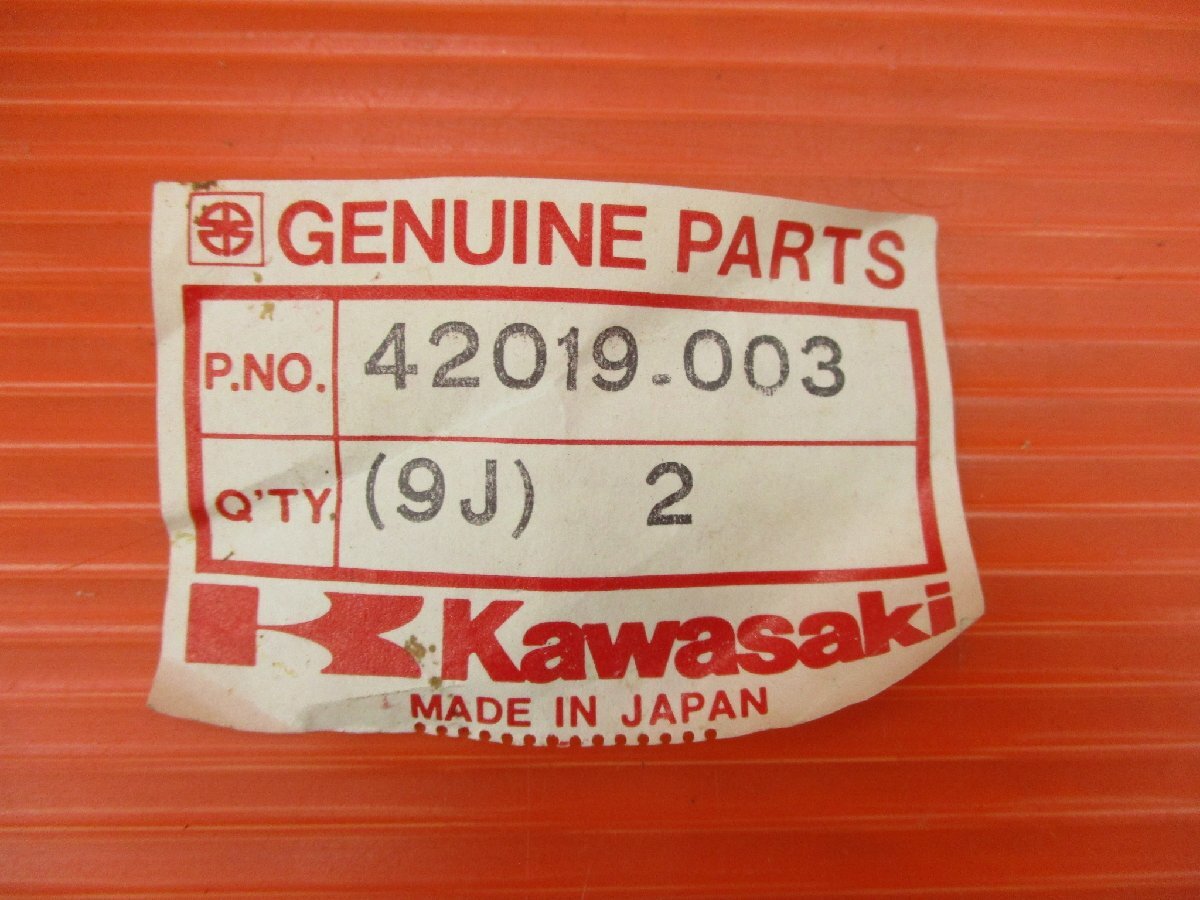 GENUINE PARTS
P.NO. 42019-003
Q'TY. (9J) 2
Kawasaki
MADE IN JAPAN